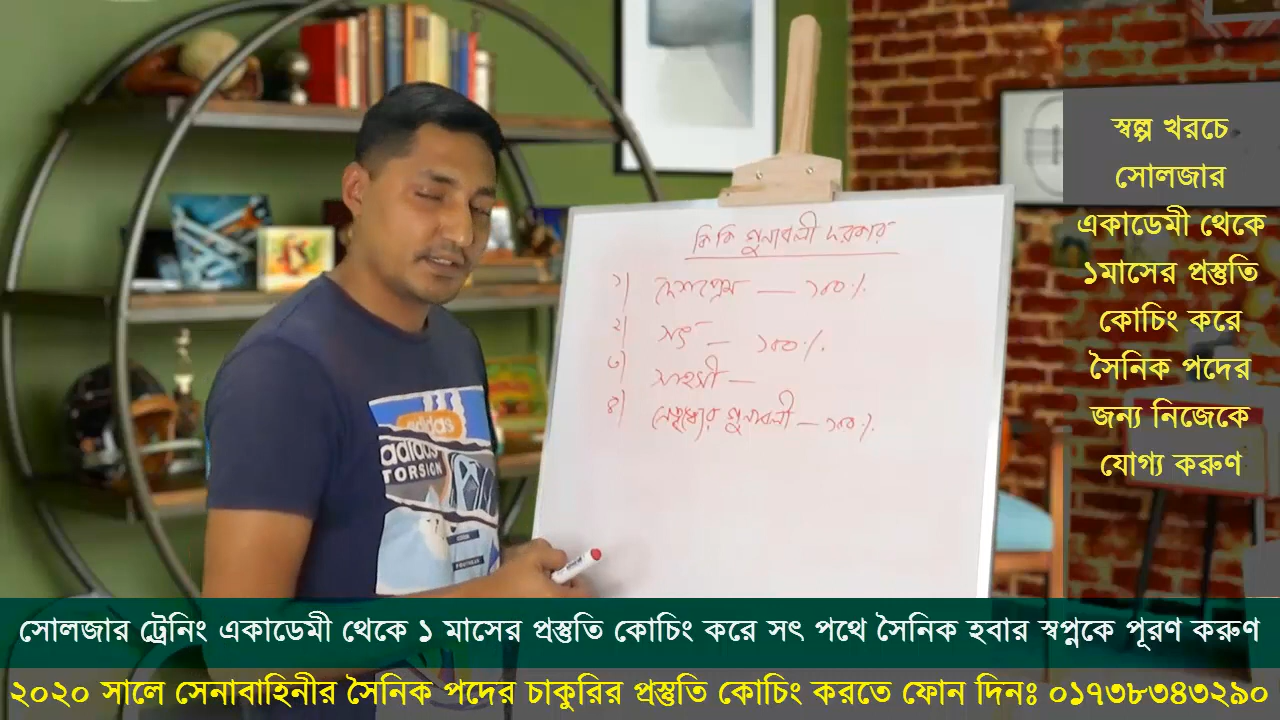 কি কি গুনাবলী দরকার
১) দেশপ্রেম — ১০০%
২) সৎ — ১০০%
৩) সাহসী —
৪) নেতৃত্বের গুনাবলী — ১০০%
স্বল্প খরচে
সোলজার
একাডেমী থেকে
১মাসের প্রস্তুতি
কোচিং করে
সৈনিক পদের
জন্য নিজেকে
যোগ্য করুণ
adidas
adidas
TORSION
সোলজার ট্রেনিং একাডেমী থেকে ১ মাসের প্রস্তুতি কোচিং করে সৎ পথে সৈনিক হবার স্বপ্নকে পূরণ করুণ
২০২০ সালে সেনাবাহিনীর সৈনিক পদের চাকুরির প্রস্তুতি কোচিং করতে ফোন দিনঃ ০১৭৩৮৩৪৩২৯০